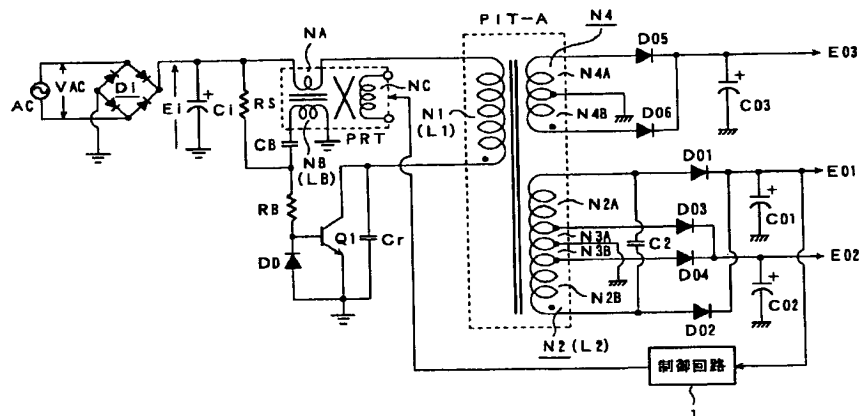 PIT-A
NA
N4
D05
E03
N4A
N4B
C03
D06
AC
VAC
Di
Ei
Ci
RS
NC
PRT
CB
NB
(LB)
N1
(L1)
RB
Q1
Cr
DD
D01
E01
N2A
D03
C01
N3A
N3B
C2
E02
D04
N2B
C02
D02
N2(L2)
制御回路
1